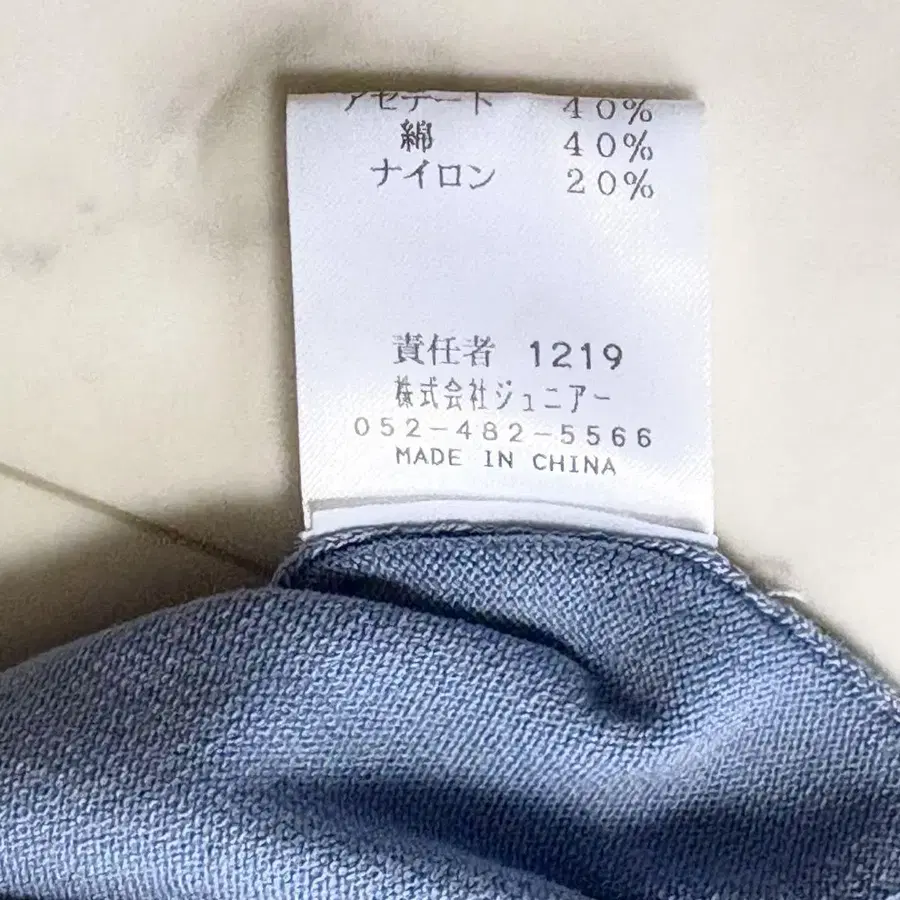 アセテート 40%
綿 40%
ナイロン 20%
責任者 1219
株式会社ジュニアー
052-482-5566
MADE IN CHINA